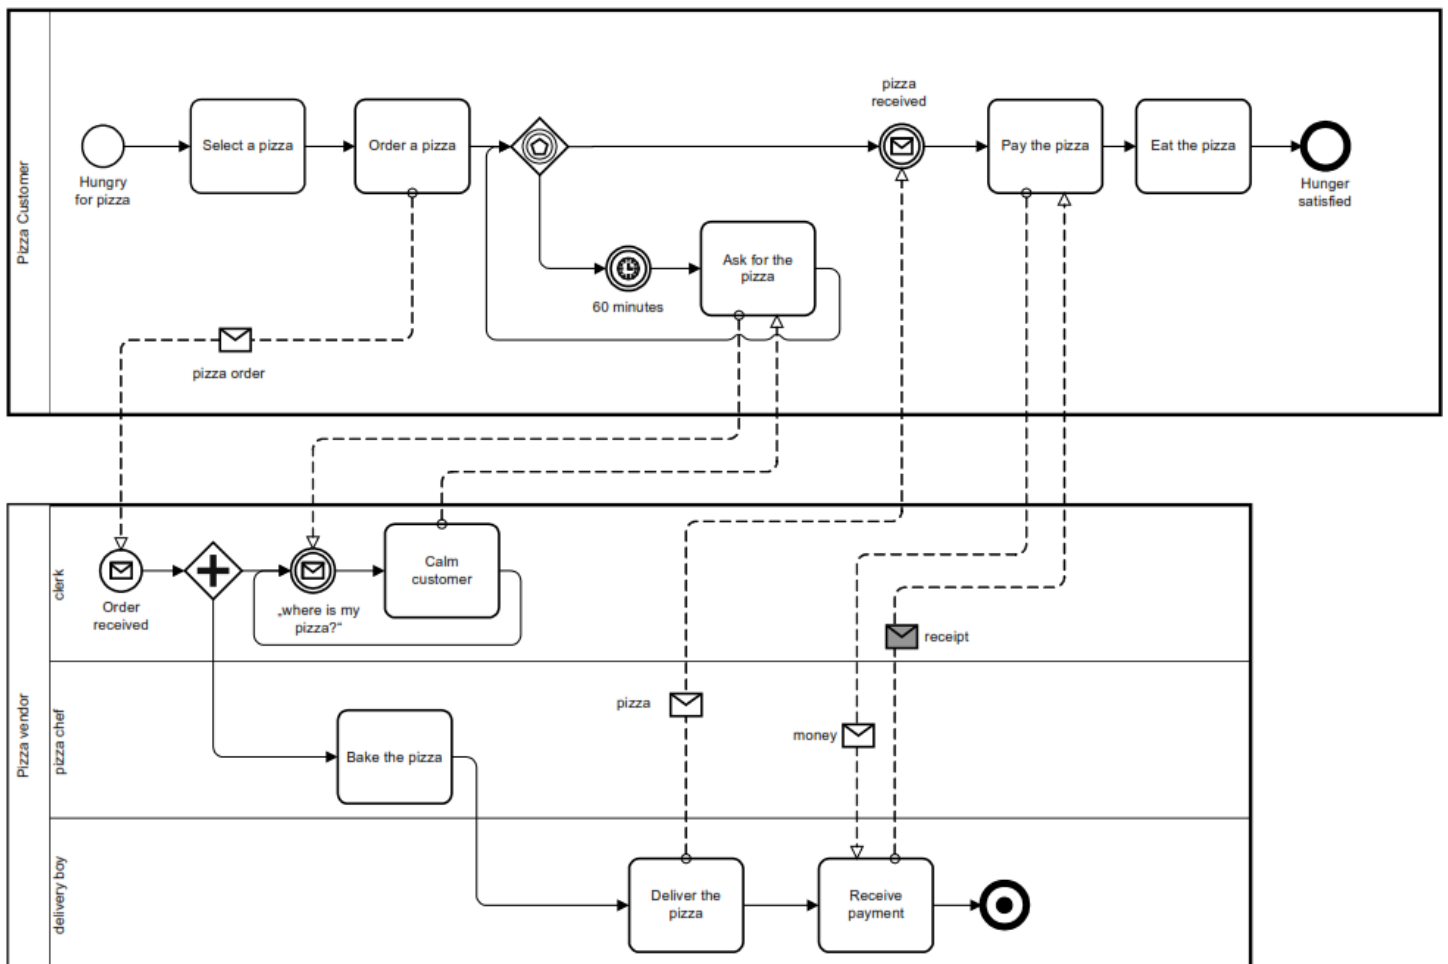 Pizza Customer
Hungry
for pizza
Select a pizza
Order a pizza
pizza
received
Pay the pizza
Eat the pizza
Hunger
satisfied
60 minutes
Ask for the
pizza
pizza order
Pizza vendor
clerk
Order
received
„where is my
pizza?“
Calm
customer
receipt
pizza chef
Bake the pizza
pizza
money
delivery boy
Deliver the
pizza
Receive
payment